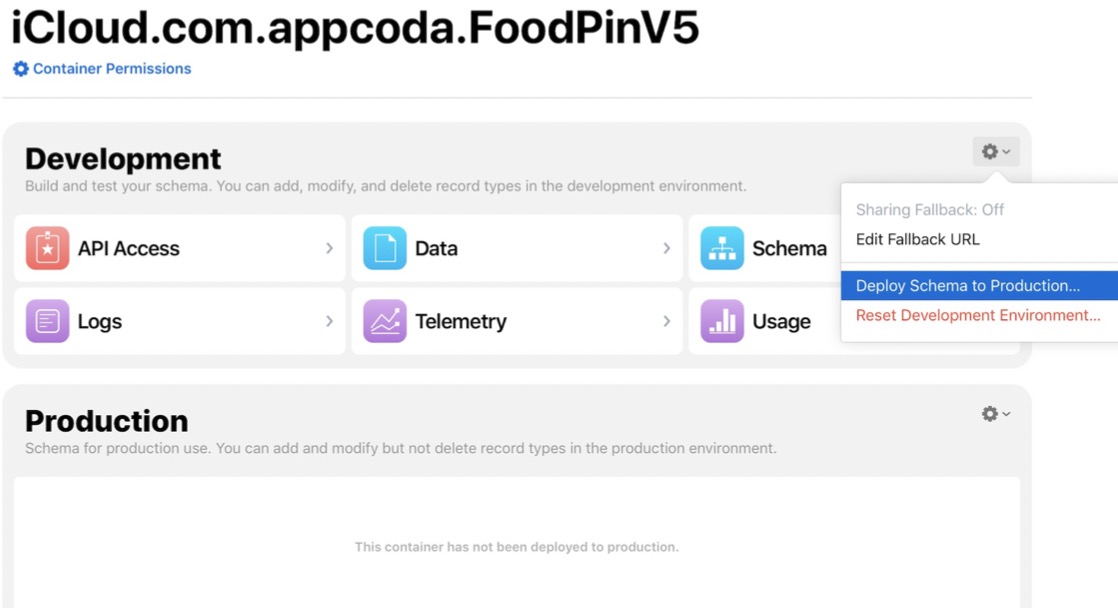 iCloud.com.appcoda.FoodPinV5
Container Permissions
Development
Build and test your schema. You can add, modify, and delete record types in the development environment.
Sharing Fallback: Off
Edit Fallback URL
Deploy Schema to Production...
Reset Development Environment...
API Access
Data
Schema
Logs
Telemetry
Usage
Production
Schema for production use. You can add and modify but not delete record types in the production environment.
This container has not been deployed to production.